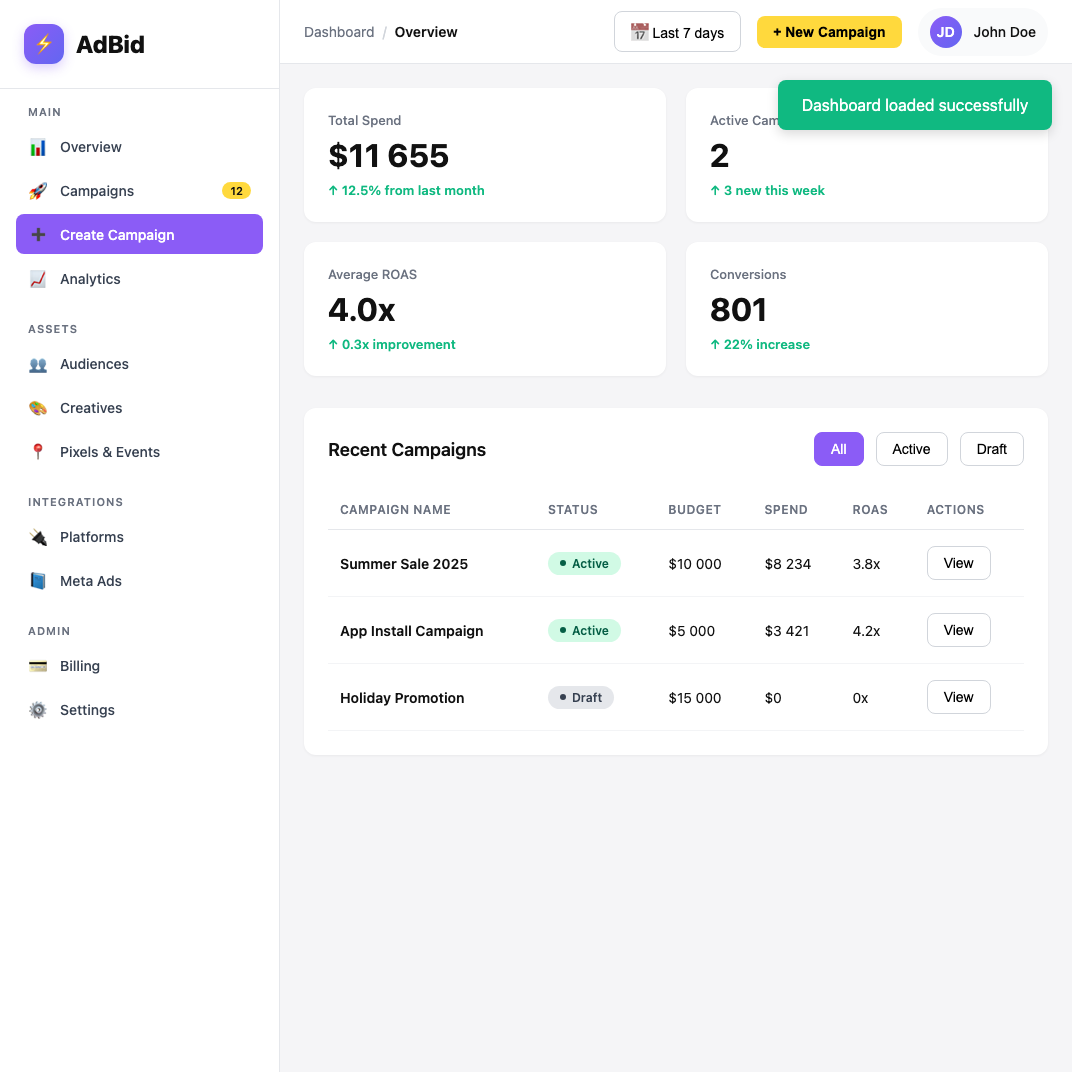 AdBid
MAIN
Overview
Campaigns 12
Create Campaign
Analytics
ASSETS
Audiences
Creatives
Pixels & Events
INTEGRATIONS
Platforms
Meta Ads
ADMIN
Billing
Settings
Dashboard / Overview
Last 7 days
+ New Campaign
JD John Doe
Dashboard loaded successfully
Total Spend
$11 655
↑ 12.5% from last month
Active Cam
2
↑ 3 new this week
Average ROAS
4.0x
↑ 0.3x improvement
Conversions
801
↑ 22% increase
Recent Campaigns
All Active Draft
CAMPAIGN NAME STATUS BUDGET SPEND ROAS ACTIONS
Summer Sale 2025 Active $10 000 $8 234 3.8x View
App Install Campaign Active $5 000 $3 421 4.2x View
Holiday Promotion Draft $15 000 $0 0x View